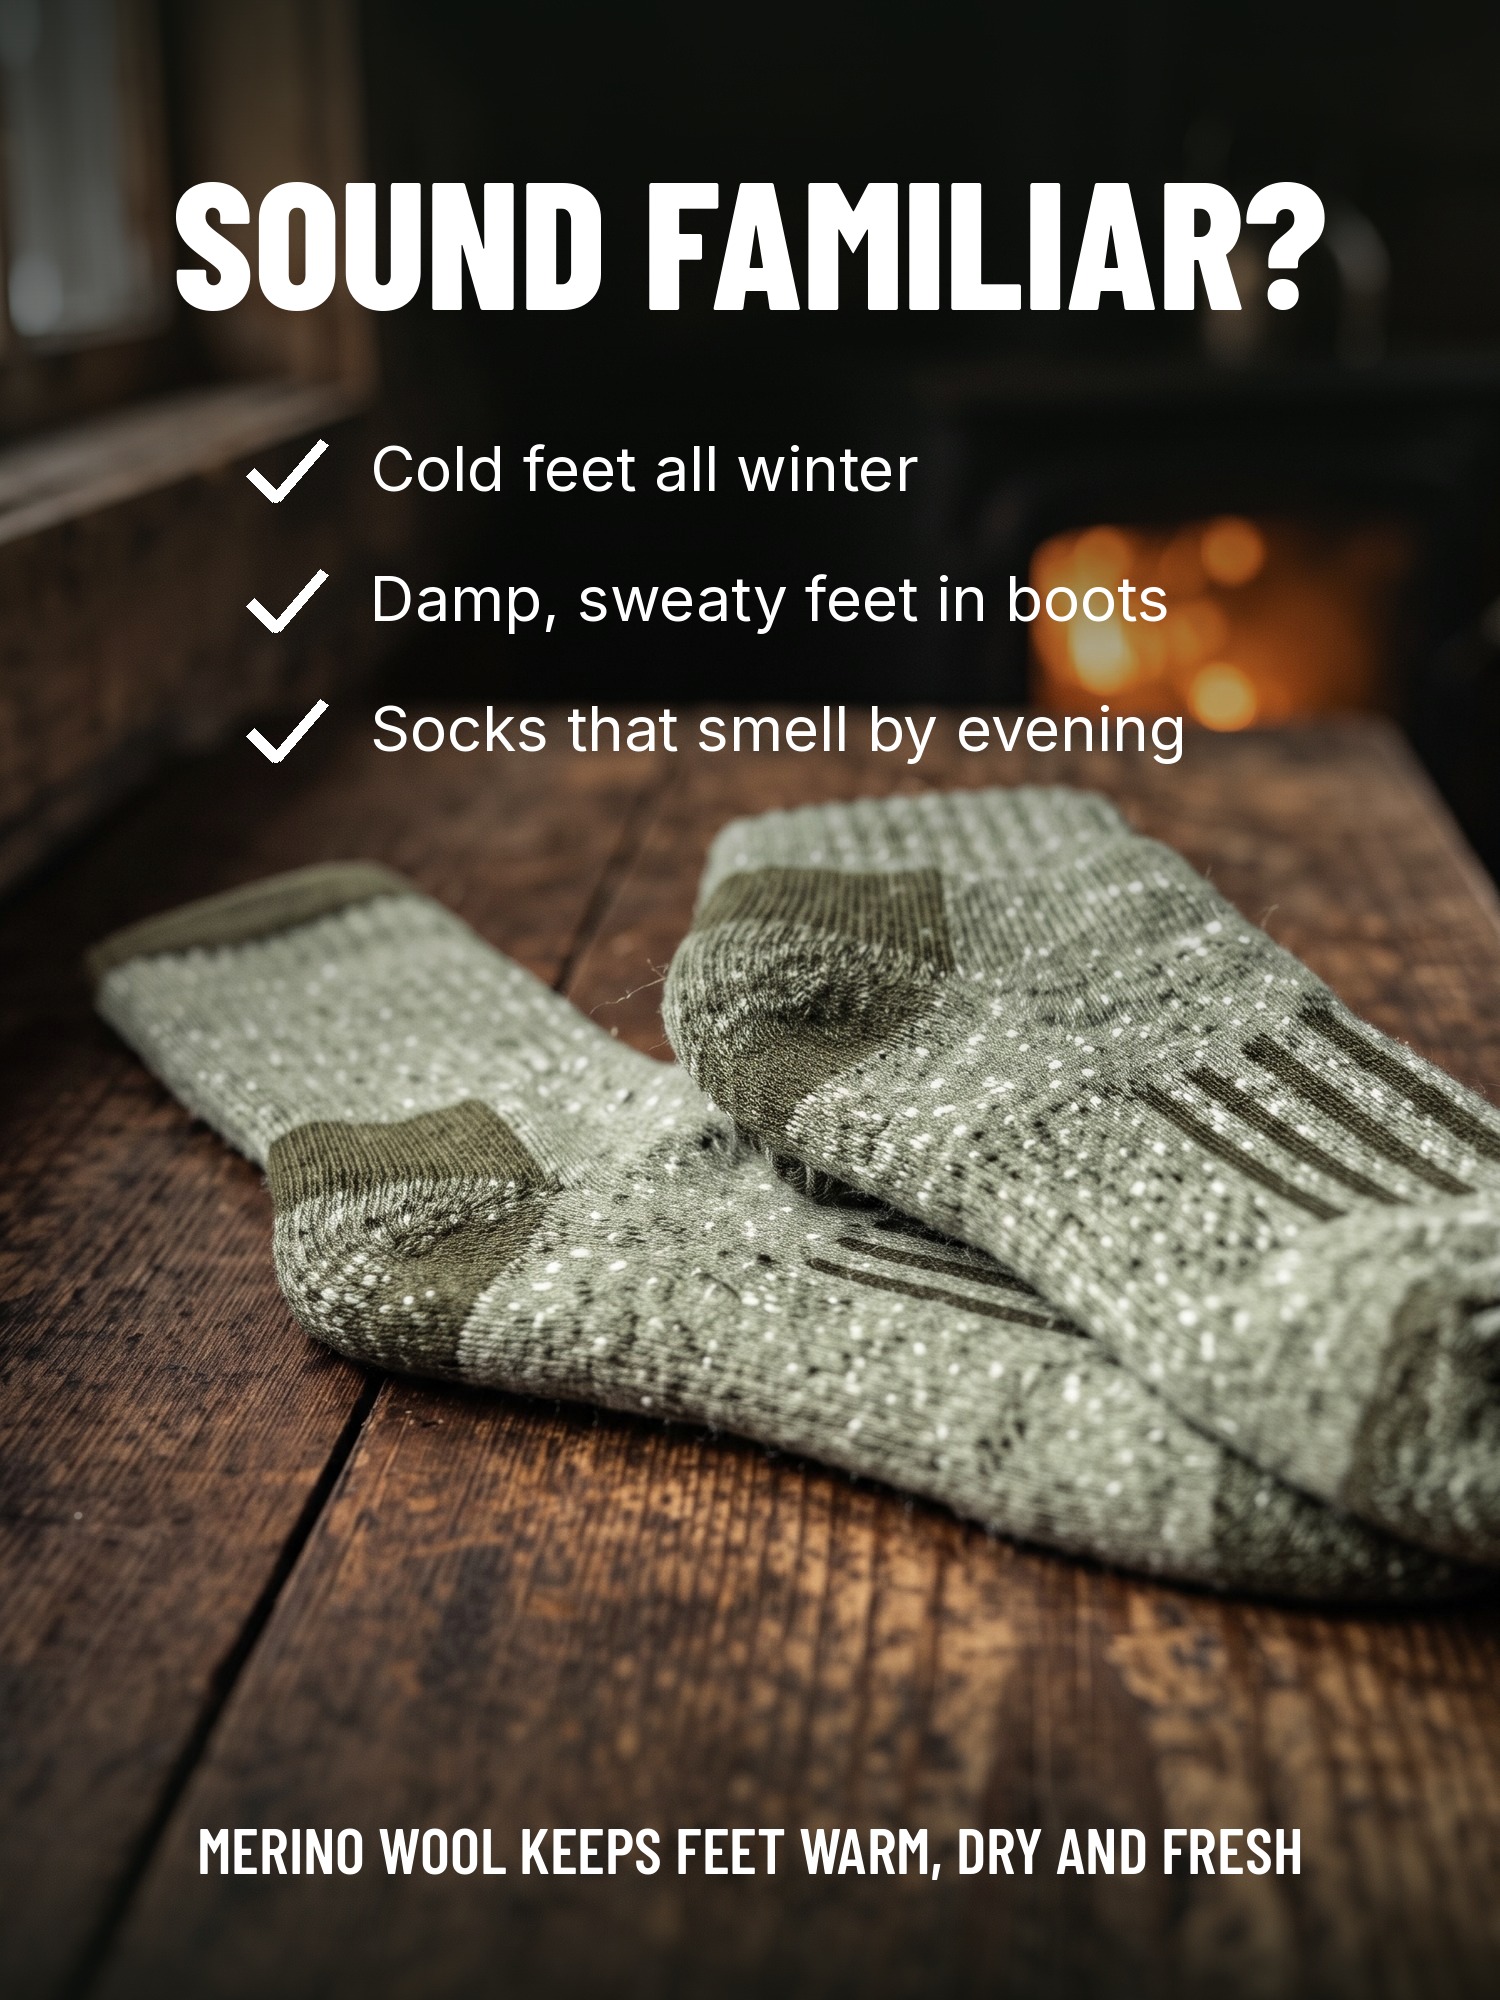 SOUND FAMILIAR?
Cold feet all winter
Damp, sweaty feet in boots
Socks that smell by evening
MERINO WOOL KEEPS FEET WARM, DRY AND FRESH